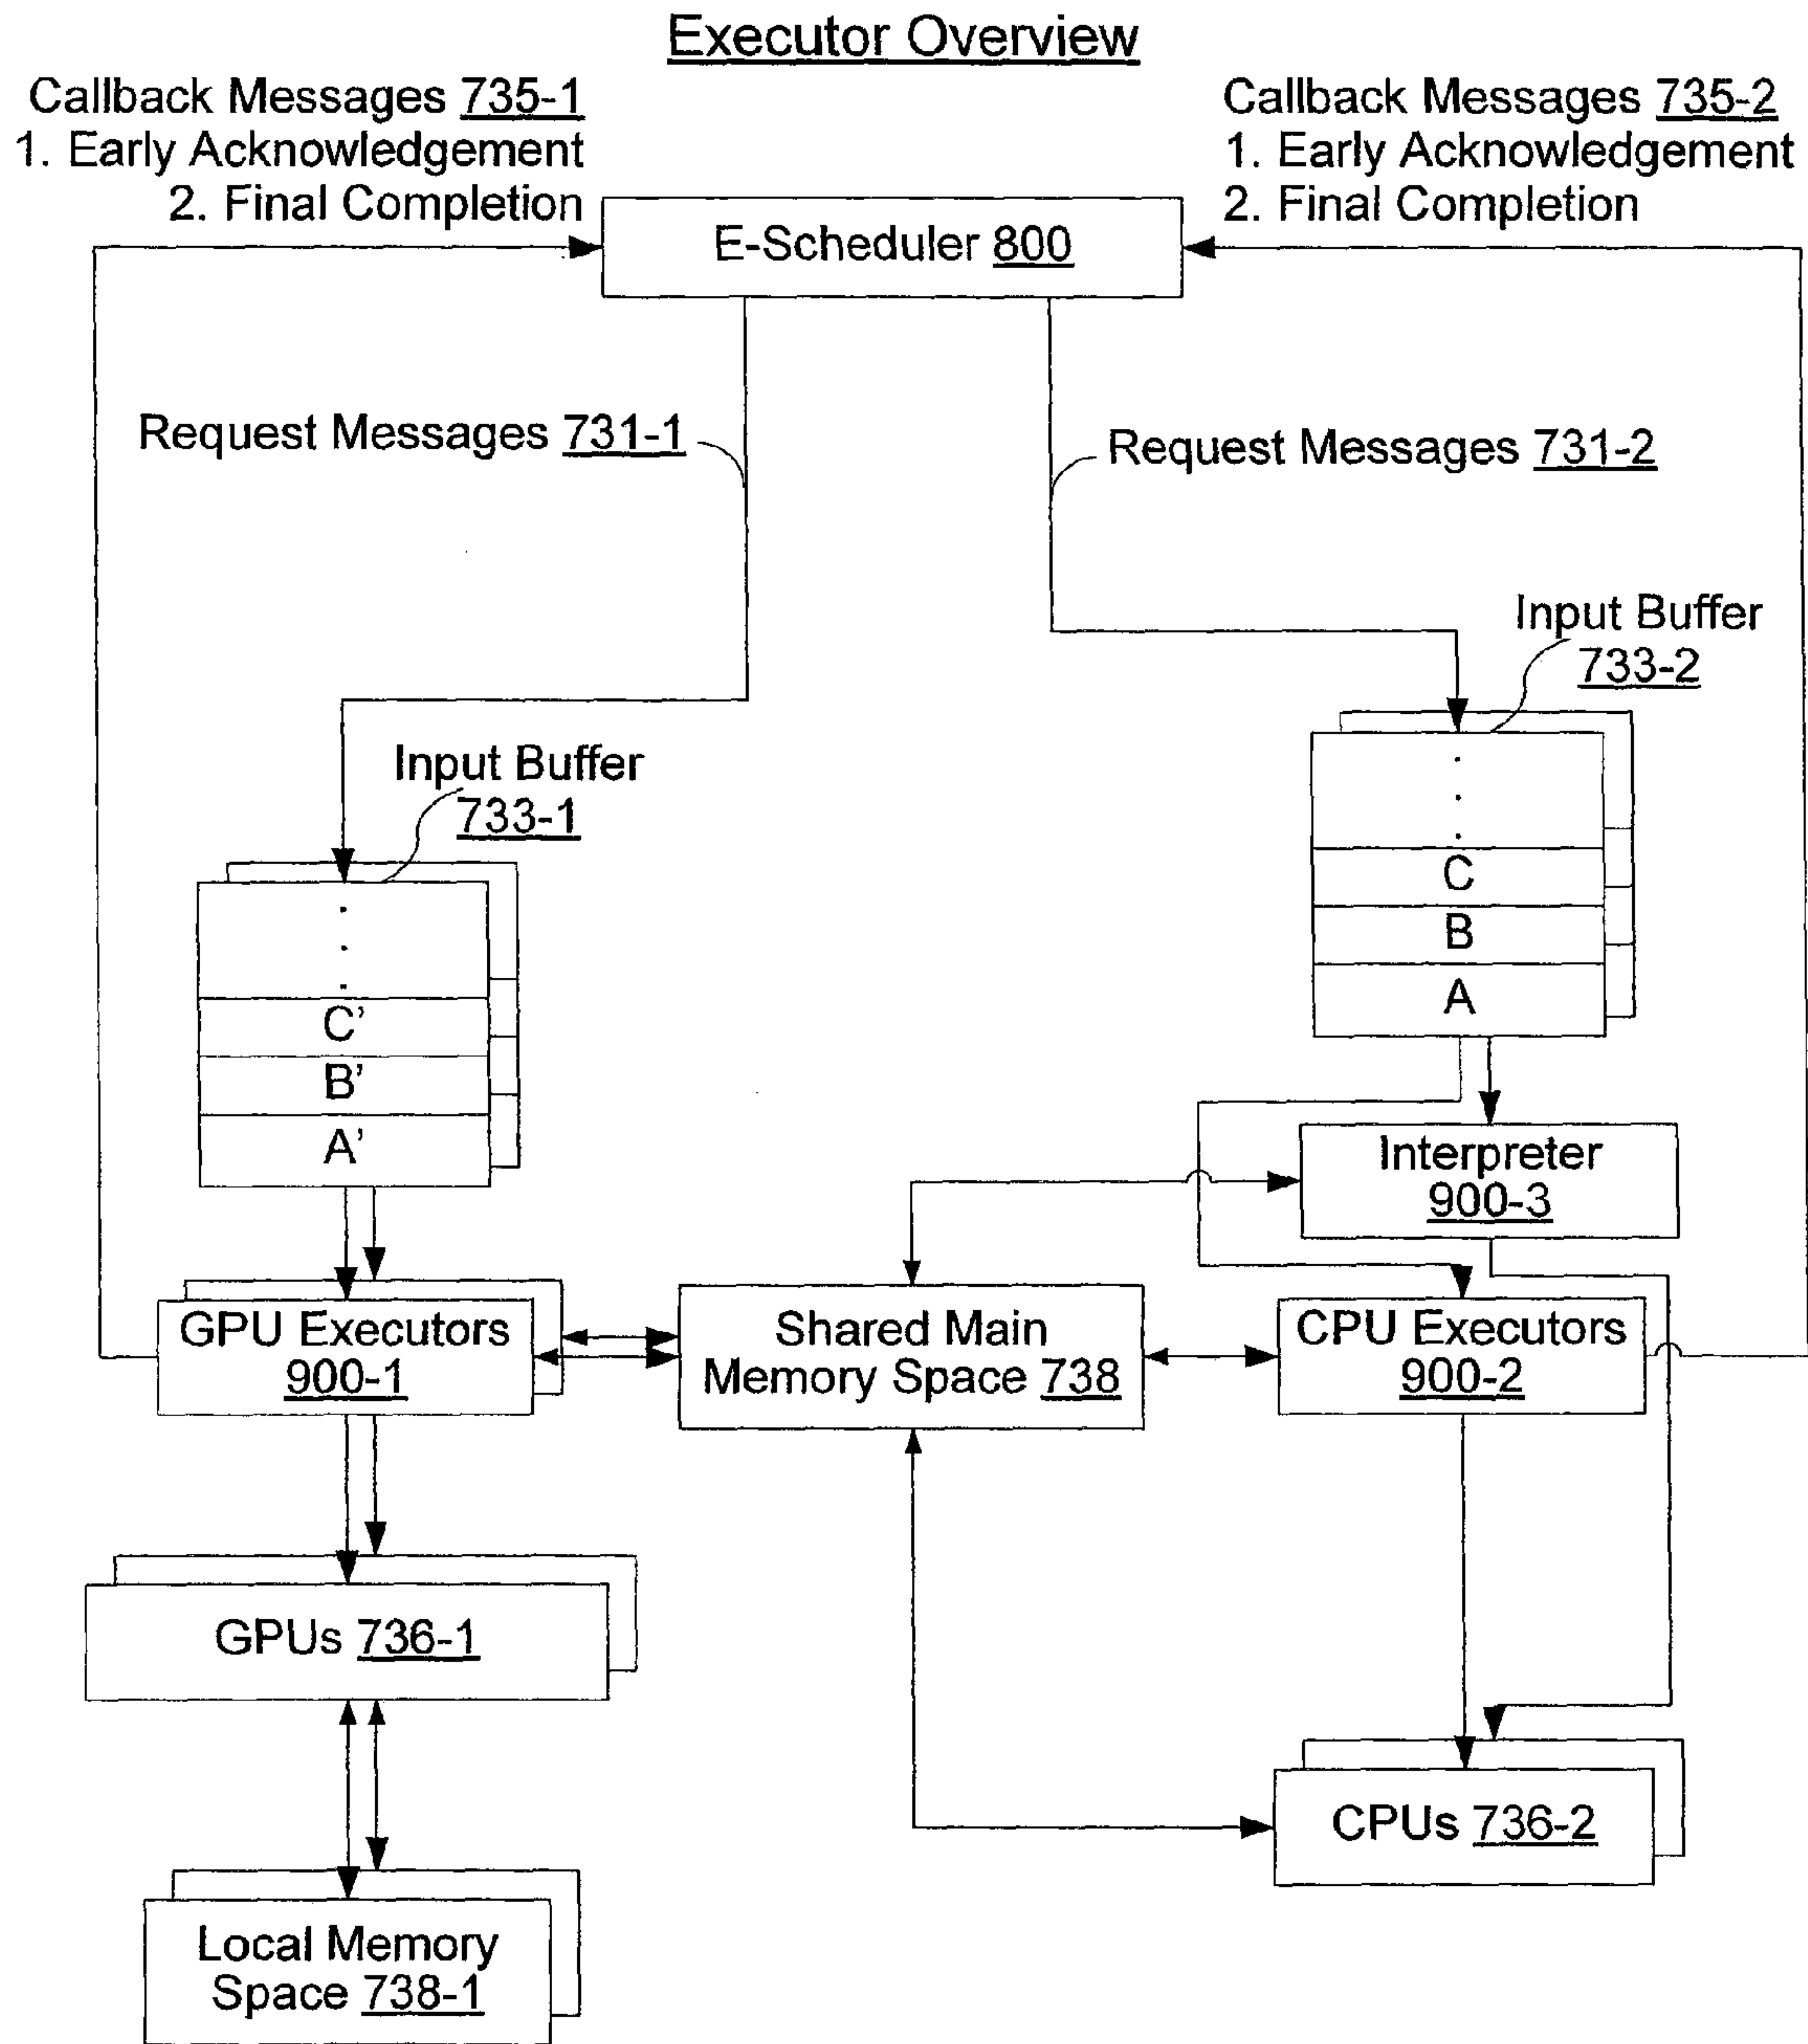 Executor Overview
Callback Messages 735-1
1. Early Acknowledgement
2. Final Completion
Callback Messages 735-2
1. Early Acknowledgement
2. Final Completion
E-Scheduler 800
Request Messages 731-1
Request Messages 731-2
Input Buffer
733-2
Input Buffer
733-1
C
B
A
C’
B’
A’
Interpreter
900-3
GPU Executors
900-1
Shared Main
Memory Space 738
CPU Executors
900-2
GPUs 736-1
CPUs 736-2
Local Memory
Space 738-1